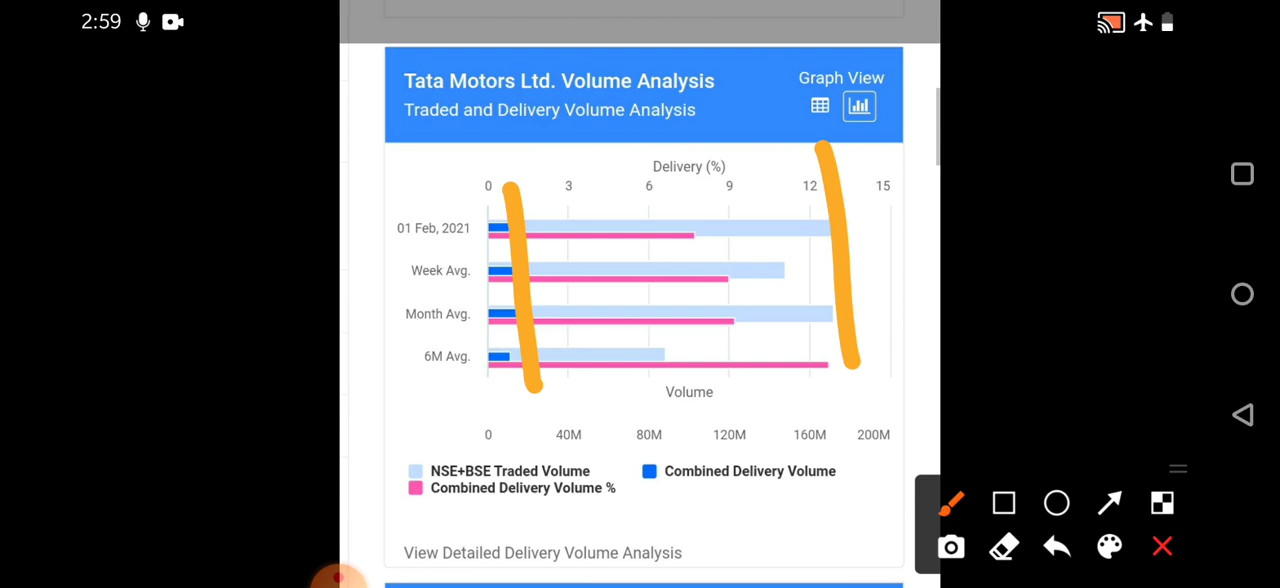 2:59
Tata Motors Ltd. Volume Analysis
Graph View
Traded and Delivery Volume Analysis
Delivery (%)
0 3 6 9 12 15
01 Feb, 2021
Week Avg.
Month Avg.
6M Avg.
Volume
0 40M 80M 120M 160M 200M
NSE+BSE Traded Volume
Combined Delivery Volume
Combined Delivery Volume %
View Detailed Delivery Volume Analysis